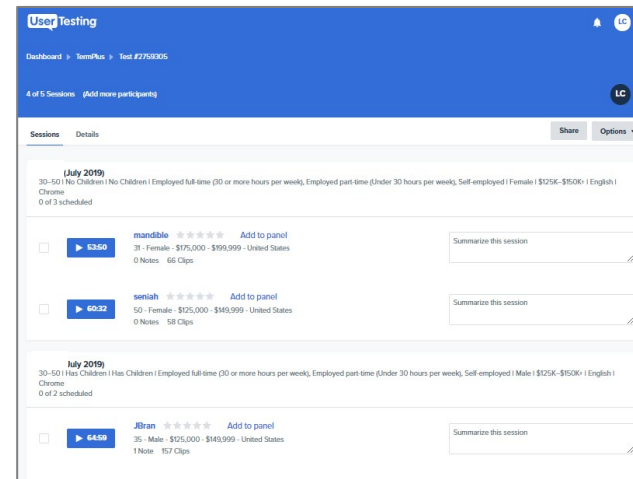 UserTesting
LC
Dashboard ▸ TermPlus ▸ Test #2759305
4 of 5 Sessions (Add more participants)
LC
Sessions Details Share Options
(July 2019)
30–50 | No Children | No Children | Employed full-time (30 or more hours per week), Employed part-time (Under 30 hours per week), Self-employed | Female | $125K–$150K+ | English |
Chrome
0 of 3 scheduled
mandible Add to panel
53:50
31 - Female - $175,000 - $199,999 - United States
0 Notes 66 Clips
Summarize this session
seniah Add to panel
60:32
50 - Female - $125,000 - $149,999 - United States
0 Notes 58 Clips
Summarize this session
July 2019)
30–50 | Has Children | Has Children | Employed full-time (30 or more hours per week), Employed part-time (Under 30 hours per week), Self-employed | Male | $125K–$150K+ | English |
Chrome
0 of 2 scheduled
JBran Add to panel
64:59
35 - Male - $125,000 - $149,999 - United States
1 Note 157 Clips
Summarize this session